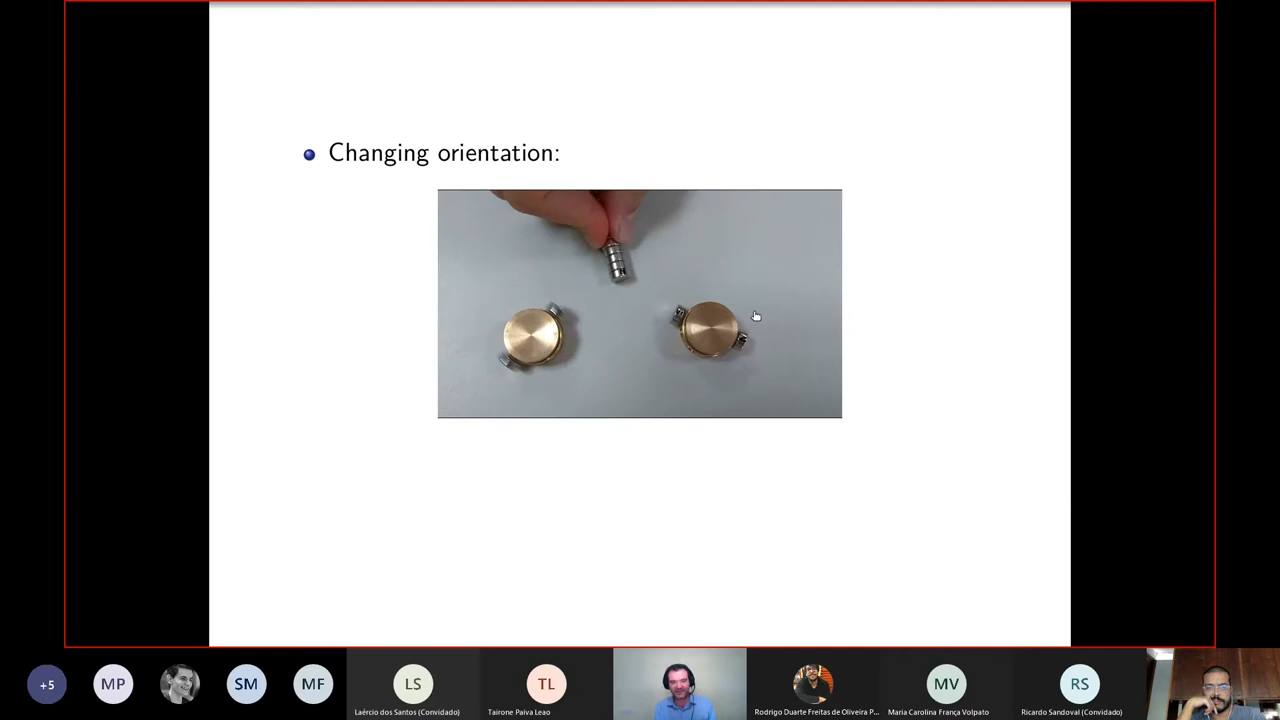 Changing orientation:
+5
MP
SM
MF
LS
TL
MV
RS
Laércio dos Santos (Convidado)
Tairone Paiva Leao
Rodrigo Duarte Freitas de Oliveira P...
Maria Carolina França Volpato
Ricardo Sandoval (Convidado)